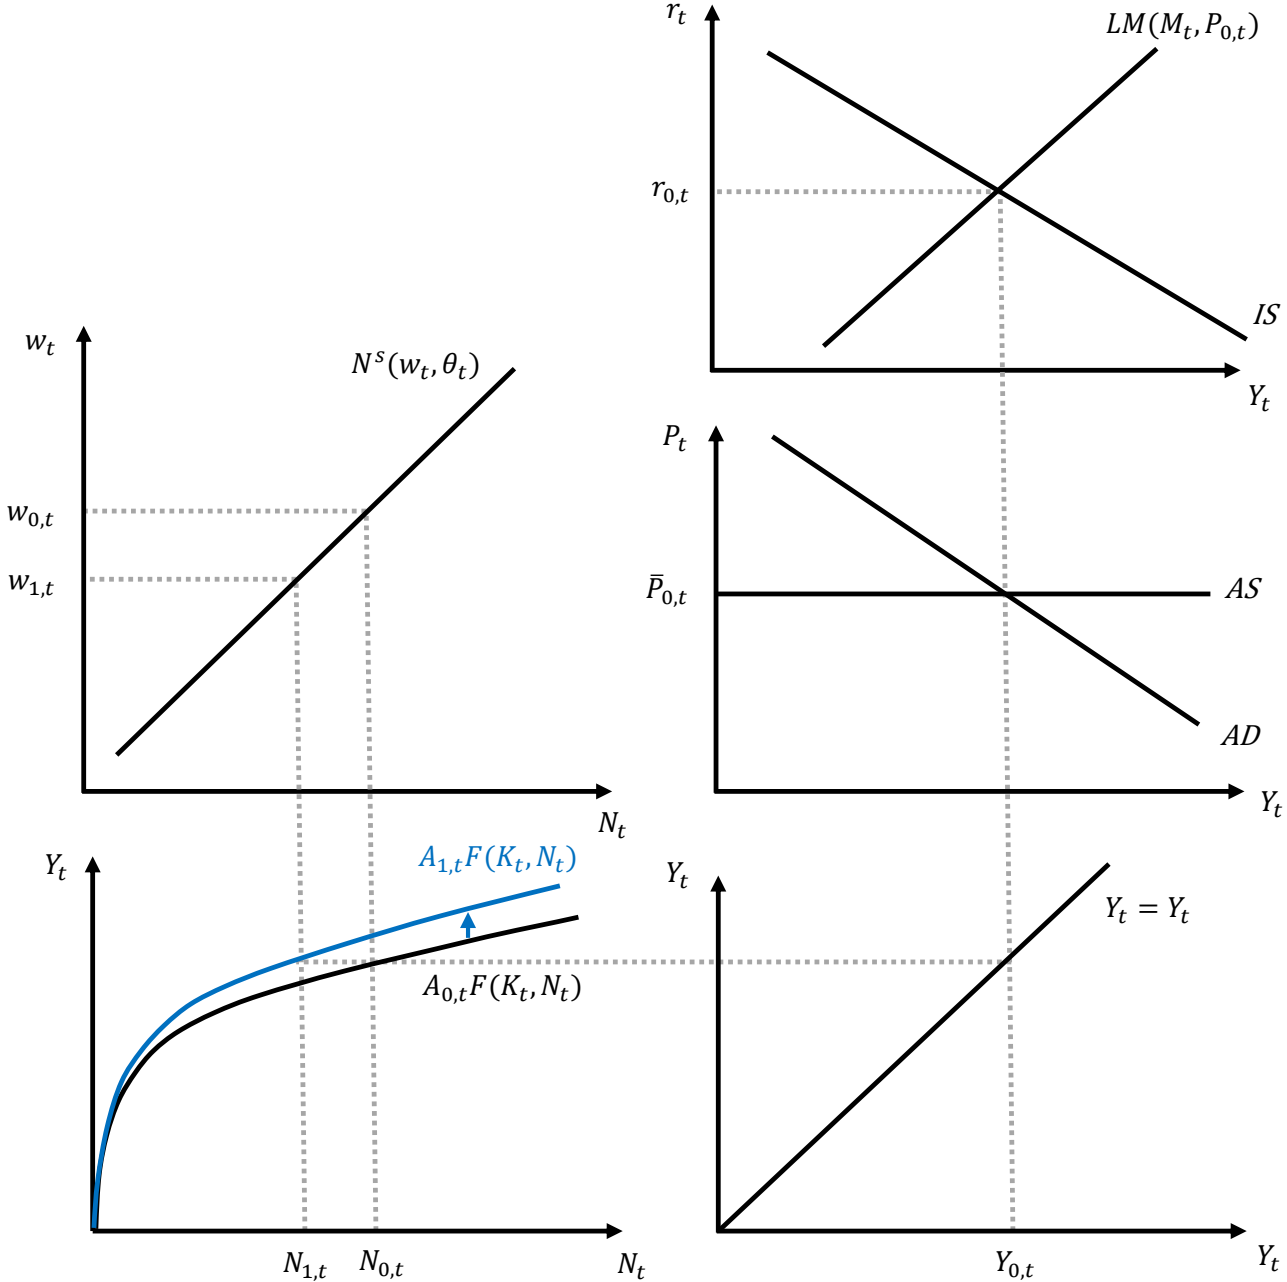 r_t
LM(M_t, P_{0,t})
r_{0,t}
IS
Y_t
w_t
N^s(w_t, θ_t)
w_{0,t}
w_{1,t}
N_t
P_t
P̄_{0,t}
AS
AD
Y_t
Y_t
A_{1,t}F(K_t, N_t)
A_{0,t}F(K_t, N_t)
N_{1,t}
N_{0,t}
N_t
Y_t
Y_t = Y_t
Y_{0,t}
Y_t